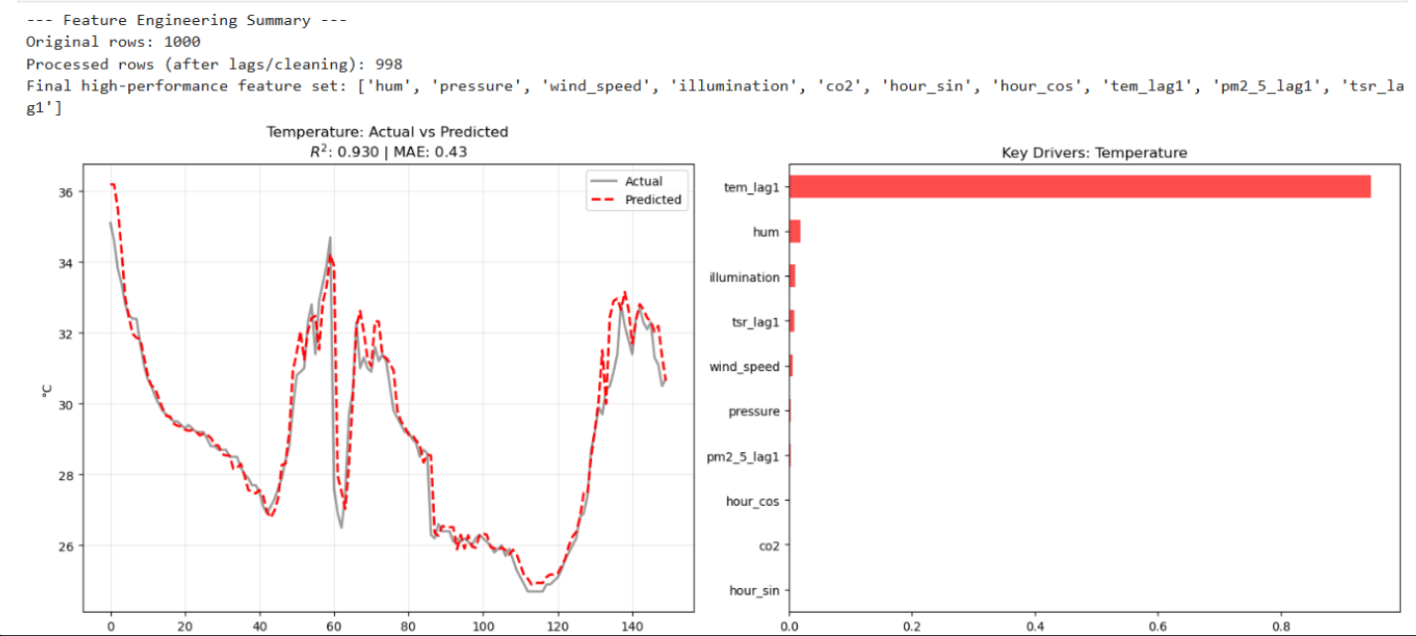 --- Feature Engineering Summary ---
Original rows: 1000
Processed rows (after lags/cleaning): 998
Final high-performance feature set: ['hum', 'pressure', 'wind_speed', 'illumination', 'co2', 'hour_sin', 'hour_cos', 'tem_lag1', 'pm2_5_lag1', 'tsr_la
g1']
Temperature: Actual vs Predicted
R²: 0.930 | MAE: 0.43
Actual
Predicted
36
34
32
30
28
26
°C
0 20 40 60 80 100 120 140
Key Drivers: Temperature
tem_lag1
hum
illumination
tsr_lag1
wind_speed
pressure
pm2_5_lag1
hour_cos
co2
hour_sin
0.0 0.2 0.4 0.6 0.8